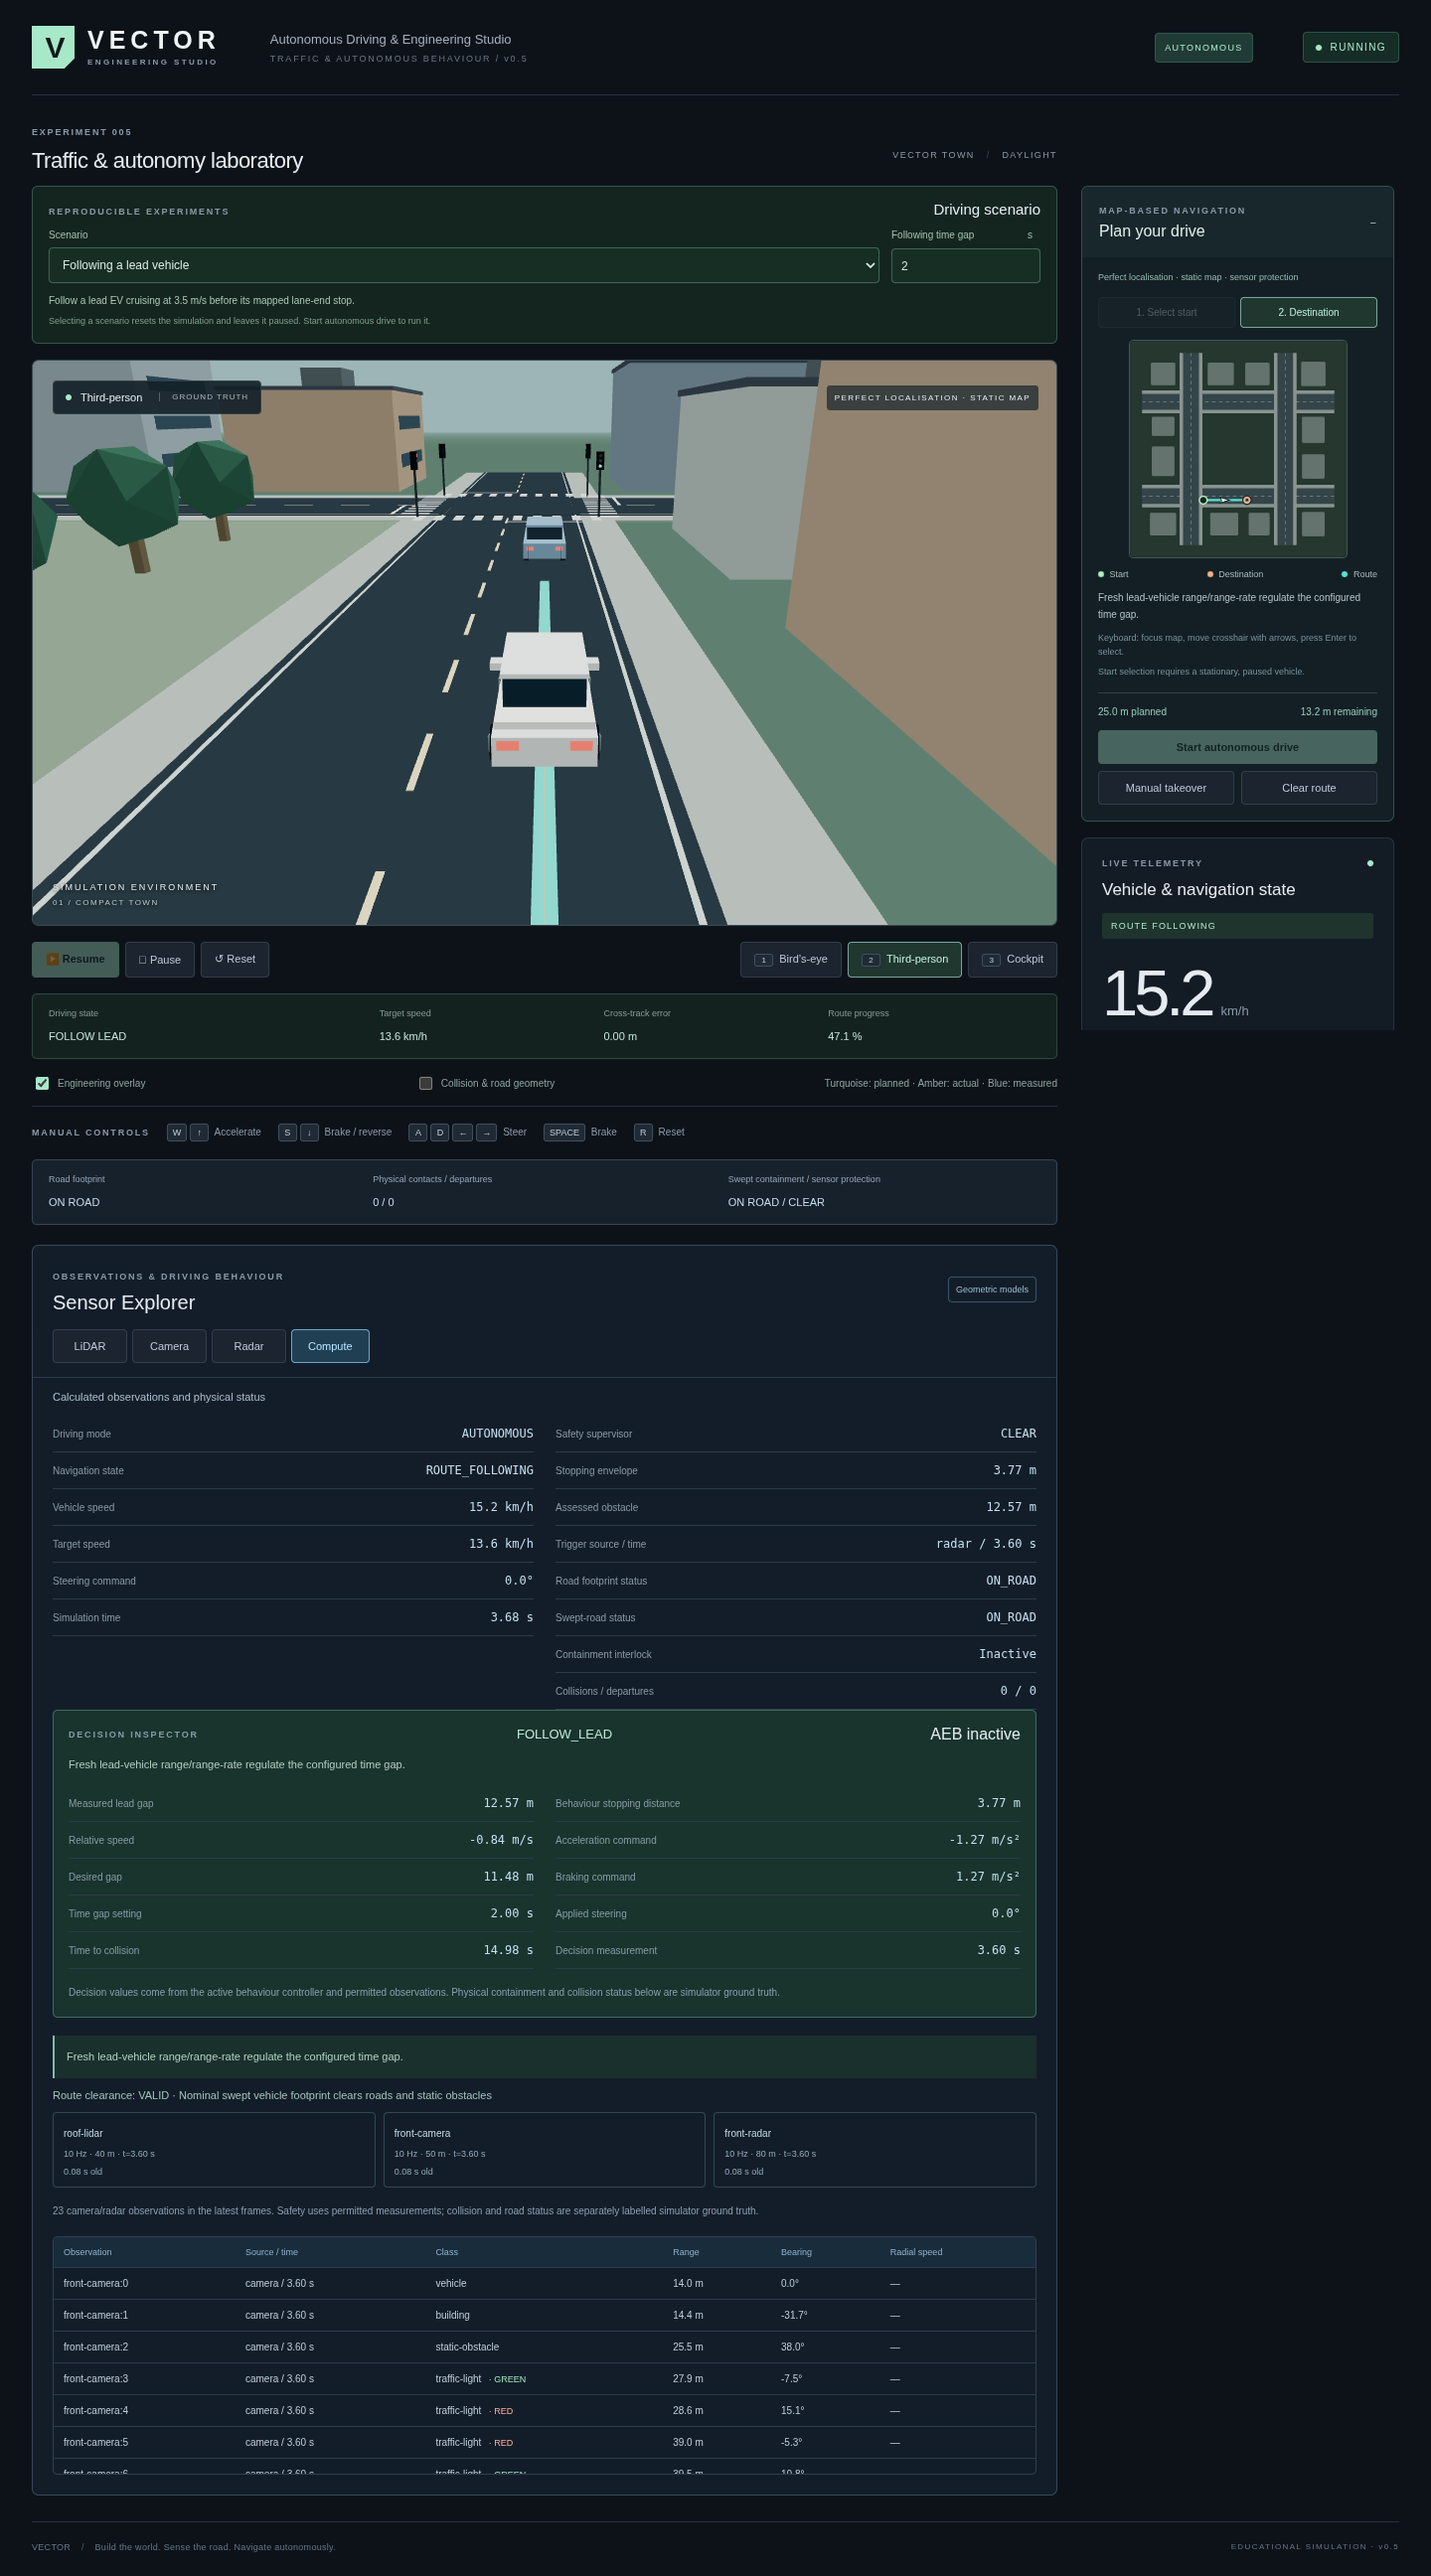 V VECTOR
ENGINEERING STUDIO
Autonomous Driving & Engineering Studio
TRAFFIC & AUTONOMOUS BEHAVIOUR / v0.5
AUTONOMOUS
RUNNING
EXPERIMENT 005
Traffic & autonomy laboratory
VECTOR TOWN / DAYLIGHT
REPRODUCIBLE EXPERIMENTS
Driving scenario
Scenario
Following time gap s
Following a lead vehicle
2
Follow a lead EV cruising at 3.5 m/s before its mapped lane-end stop.
Selecting a scenario resets the simulation and leaves it paused. Start autonomous drive to run it.
Third-person | GROUND TRUTH
PERFECT LOCALISATION · STATIC MAP
SIMULATION ENVIRONMENT
01 / COMPACT TOWN
Resume
Pause
↺ Reset
1 Bird's-eye
2 Third-person
3 Cockpit
Driving state
Target speed
Cross-track error
Route progress
FOLLOW LEAD
13.6 km/h
0.00 m
47.1 %
Engineering overlay
Collision & road geometry
Turquoise: planned · Amber: actual · Blue: measured
MANUAL CONTROLS W ↑ Accelerate S ↓ Brake / reverse A D ← → Steer SPACE Brake R Reset
Road footprint
Physical contacts / departures
Swept containment / sensor protection
ON ROAD
0 / 0
ON ROAD / CLEAR
MAP-BASED NAVIGATION
Plan your drive
–
Perfect localisation · static map · sensor protection
1. Select start
2. Destination
Start
Destination
Route
Fresh lead-vehicle range/range-rate regulate the configured
time gap.
Keyboard: focus map, move crosshair with arrows, press Enter to
select.
Start selection requires a stationary, paused vehicle.
25.0 m planned
13.2 m remaining
Start autonomous drive
Manual takeover
Clear route
LIVE TELEMETRY
Vehicle & navigation state
ROUTE FOLLOWING
15.2 km/h
OBSERVATIONS & DRIVING BEHAVIOUR
Sensor Explorer
Geometric models
LiDAR
Camera
Radar
Compute
Calculated observations and physical status
Driving mode AUTONOMOUS
Navigation state ROUTE_FOLLOWING
Vehicle speed 15.2 km/h
Target speed 13.6 km/h
Steering command 0.0°
Simulation time 3.68 s
Safety supervisor CLEAR
Stopping envelope 3.77 m
Assessed obstacle 12.57 m
Trigger source / time radar / 3.60 s
Road footprint status ON_ROAD
Swept-road status ON_ROAD
Containment interlock Inactive
Collisions / departures 0 / 0
DECISION INSPECTOR
FOLLOW_LEAD
AEB inactive
Fresh lead-vehicle range/range-rate regulate the configured time gap.
Measured lead gap 12.57 m
Relative speed -0.84 m/s
Desired gap 11.48 m
Time gap setting 2.00 s
Time to collision 14.98 s
Behaviour stopping distance 3.77 m
Acceleration command -1.27 m/s²
Braking command 1.27 m/s²
Applied steering 0.0°
Decision measurement 3.60 s
Decision values come from the active behaviour controller and permitted observations. Physical containment and collision status below are simulator ground truth.
Fresh lead-vehicle range/range-rate regulate the configured time gap.
Route clearance: VALID · Nominal swept vehicle footprint clears roads and static obstacles
roof-lidar
10 Hz · 40 m · t=3.60 s
0.08 s old
front-camera
10 Hz · 50 m · t=3.60 s
0.08 s old
front-radar
10 Hz · 80 m · t=3.60 s
0.08 s old
23 camera/radar observations in the latest frames. Safety uses permitted measurements; collision and road status are separately labelled simulator ground truth.
Observation Source / time Class Range Bearing Radial speed
front-camera:0 camera / 3.60 s vehicle 14.0 m 0.0° —
front-camera:1 camera / 3.60 s building 14.4 m -31.7° —
front-camera:2 camera / 3.60 s static-obstacle 25.5 m 38.0° —
front-camera:3 camera / 3.60 s traffic-light · GREEN 27.9 m -7.5° —
front-camera:4 camera / 3.60 s traffic-light · RED 28.6 m 15.1° —
front-camera:5 camera / 3.60 s traffic-light · RED 39.0 m -5.3° —
front-camera:6 camera / 3.60 s traffic-light · GREEN 39.5 m 10.8° —
VECTOR / Build the world. Sense the road. Navigate autonomously.
EDUCATIONAL SIMULATION · v0.5